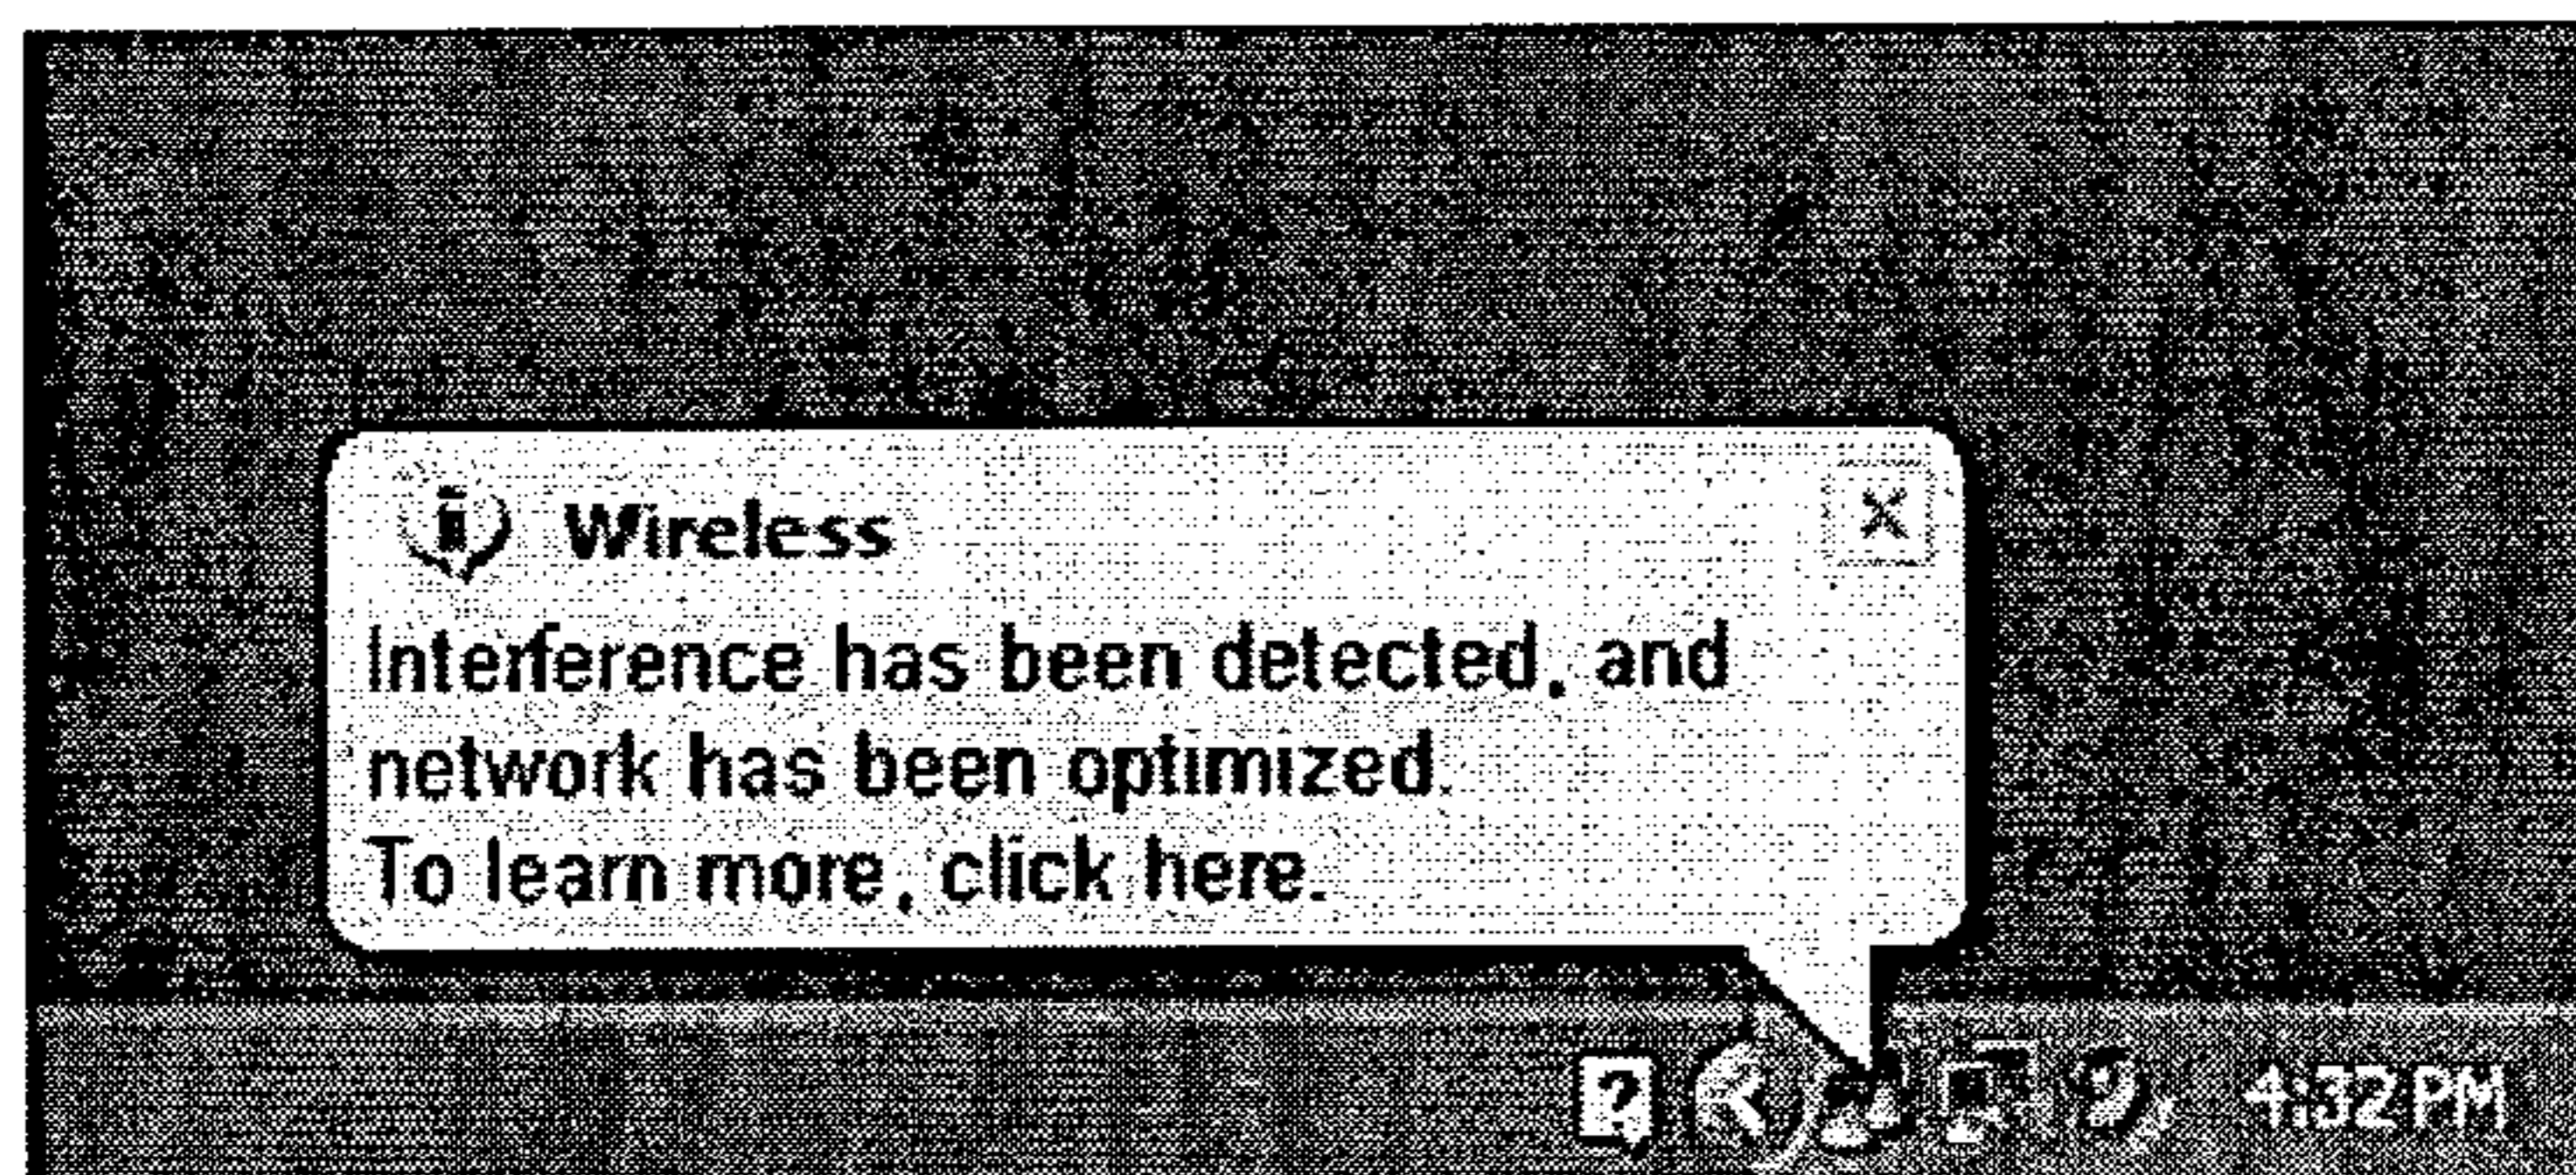 Wireless
Interference has been detected, and
network has been optimized.
To learn more, click here.
4:32 PM